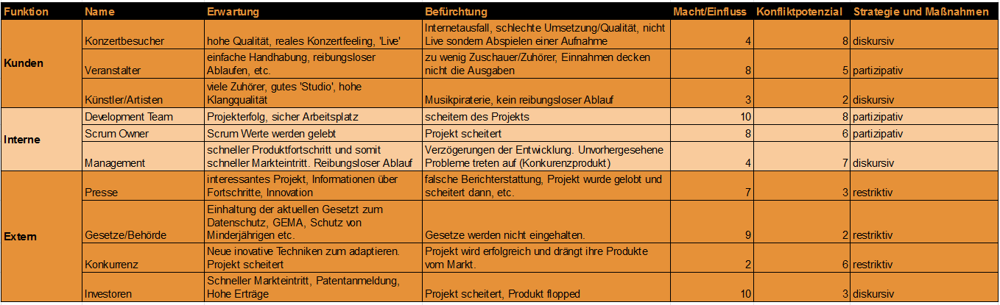 Funktion Name Erwartung Befürchtung Macht/Einfluss Konfliktpotenzial Strategie und Maßnahmen
Kunden
Konzertbesucher hohe Qualität, reales Konzertfeeling, 'Live' Internetausfall, schlechte Umsetzung/Qualität, nicht
Live sondern Abspielen einer Aufnahme 4 8 diskursiv
Veranstalter einfache Handhabung, reibungsloser
Ablaufen, etc. zu wenig Zuschauer/Zuhörer, Einnahmen decken
nicht die Ausgaben 8 5 partizipativ
Künstler/Artisten viele Zuhörer, gutes 'Studio', hohe
Klangqualität Musikpiraterie, kein reibungsloser Ablauf 3 2 diskursiv
Interne
Development Team Projekterfolg, sicher Arbeitsplatz scheitern des Projekts 10 8 partizipativ
Scrum Owner Scrum Werte werden gelebt Projekt scheitert 8 6 partizipativ
Management schneller Produktfortschritt und somit
schneller Markteintritt. Reibungsloser Ablauf Verzögerungen der Entwicklung. Unvorhergesehene
Probleme treten auf (Konkurenzprodukt) 4 7 diskursiv
Extern
Presse interessantes Projekt, Informationen über
Fortschritte, Innovation falsche Berichterstattung, Projekt wurde gelobt und
scheitert dann, etc. 7 3 restriktiv
Gesetze/Behörde Einhaltung der aktuellen Gesetzt zum
Datenschutz, GEMA, Schutz von
Minderjährigen etc. Gesetze werden nicht eingehalten. 9 2 restriktiv
Konkurrenz Neue inovative Techniken zum adaptieren.
Projekt scheitert Projekt wird erfolgreich und drängt ihre Produkte
vom Markt. 2 6 restriktiv
Investoren Schneller Markteintritt, Patentanmeldung,
Hohe Erträge Projekt scheitert, Produkt flopped 10 3 diskursiv